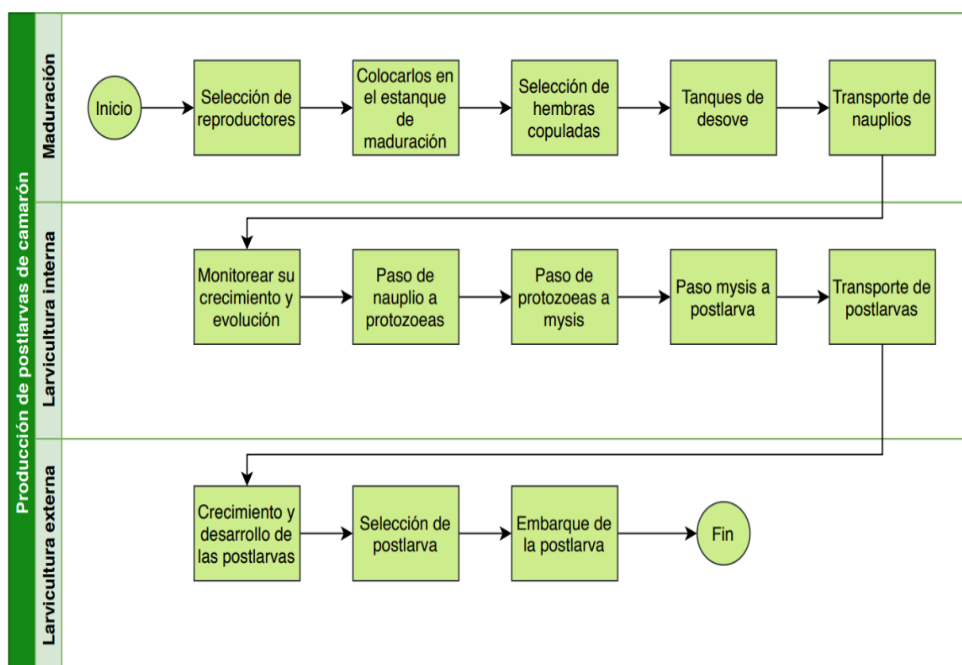 Producción de postlarvas de camarón
Maduración
Inicio
Selección de
reproductores
Colocarlos en
el estanque
de
maduración
Selección de
hembras
copuladas
Tanques de
desove
Transporte de
nauplios
Larvicultura interna
Monitorear su
crecimiento y
evolución
Paso de
nauplio a
protozoeas
Paso de
protozoeas a
mysis
Paso mysis a
postlarva
Transporte de
postlarvas
Larvicultura externa
Crecimiento y
desarrollo de
las postlarvas
Selección de
postlarva
Embarque de
la postlarva
Fin